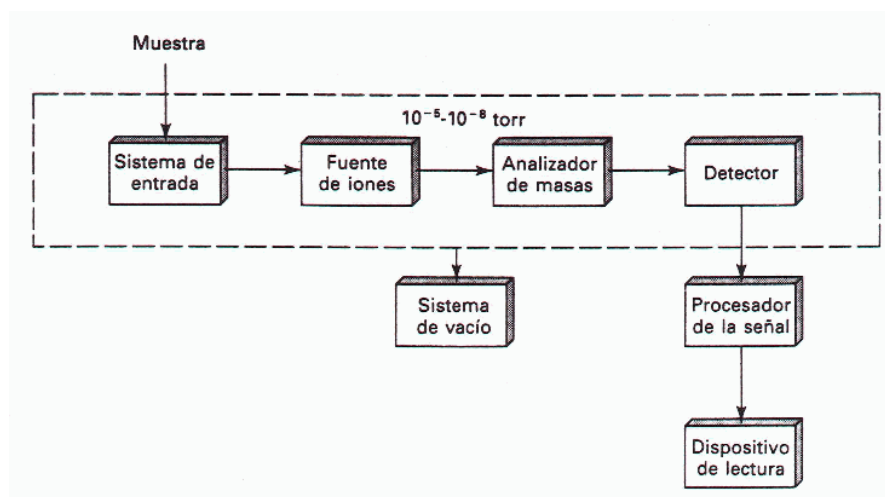 Muestra
10⁻⁵-10⁻⁸ torr
Sistema de
entrada
Fuente
de iones
Analizador
de masas
Detector
Sistema
de vacío
Procesador
de la señal
Dispositivo
de lectura